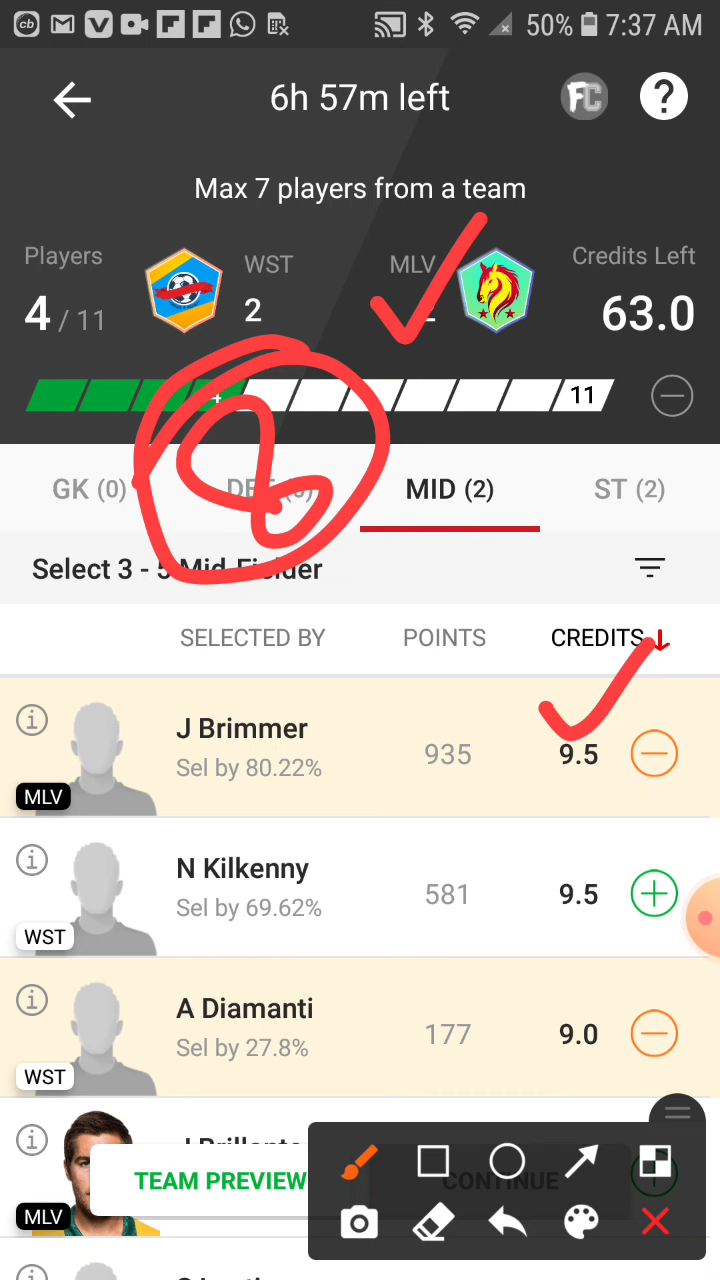 cb 50% 7:37 AM
6h 57m left FC ?
Max 7 players from a team
Players WST MLV Credits Left
4 / 11 2 63.0
+ 11
GK (0) MID (2) ST (2)
Select 3 - 5 Mid-Fielder
SELECTED BY POINTS CREDITS
J Brimmer
Sel by 80.22% 935 9.5
MLV
N Kilkenny
Sel by 69.62% 581 9.5
WST
A Diamanti
Sel by 27.8% 177 9.0
WST
TEAM PREVIEW CONTINUE
MLV